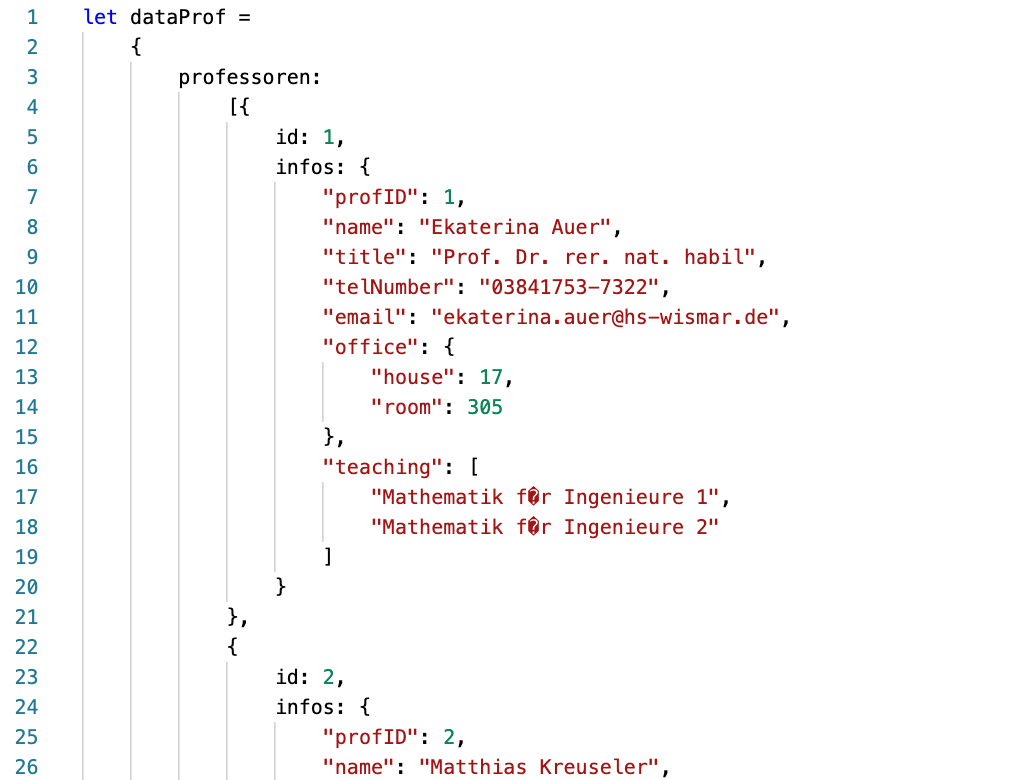 1 let dataProf =
2 {
3 professoren:
4 [{
5 id: 1,
6 infos: {
7 "profID": 1,
8 "name": "Ekaterina Auer",
9 "title": "Prof. Dr. rer. nat. habil",
10 "telNumber": "03841753-7322",
11 "email": "ekaterina.auer@hs-wismar.de",
12 "office": {
13 "house": 17,
14 "room": 305
15 },
16 "teaching": [
17 "Mathematik f�r Ingenieure 1",
18 "Mathematik f�r Ingenieure 2"
19 ]
20 }
21 },
22 {
23 id: 2,
24 infos: {
25 "profID": 2,
26 "name": "Matthias Kreuseler",